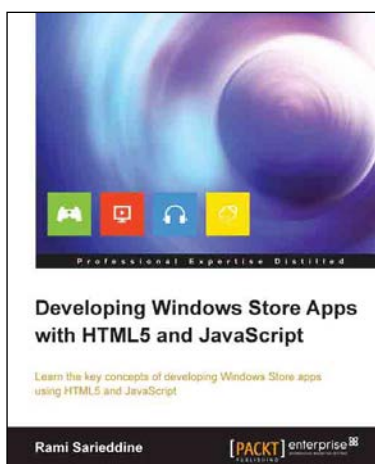 Professional Expertise Distilled
Developing Windows Store Apps
with HTML5 and JavaScript
Learn the key concepts of developing Windows Store apps
using HTML5 and JavaScript
Rami Sarieddine
[PACKT] enterprise
PUBLISHING